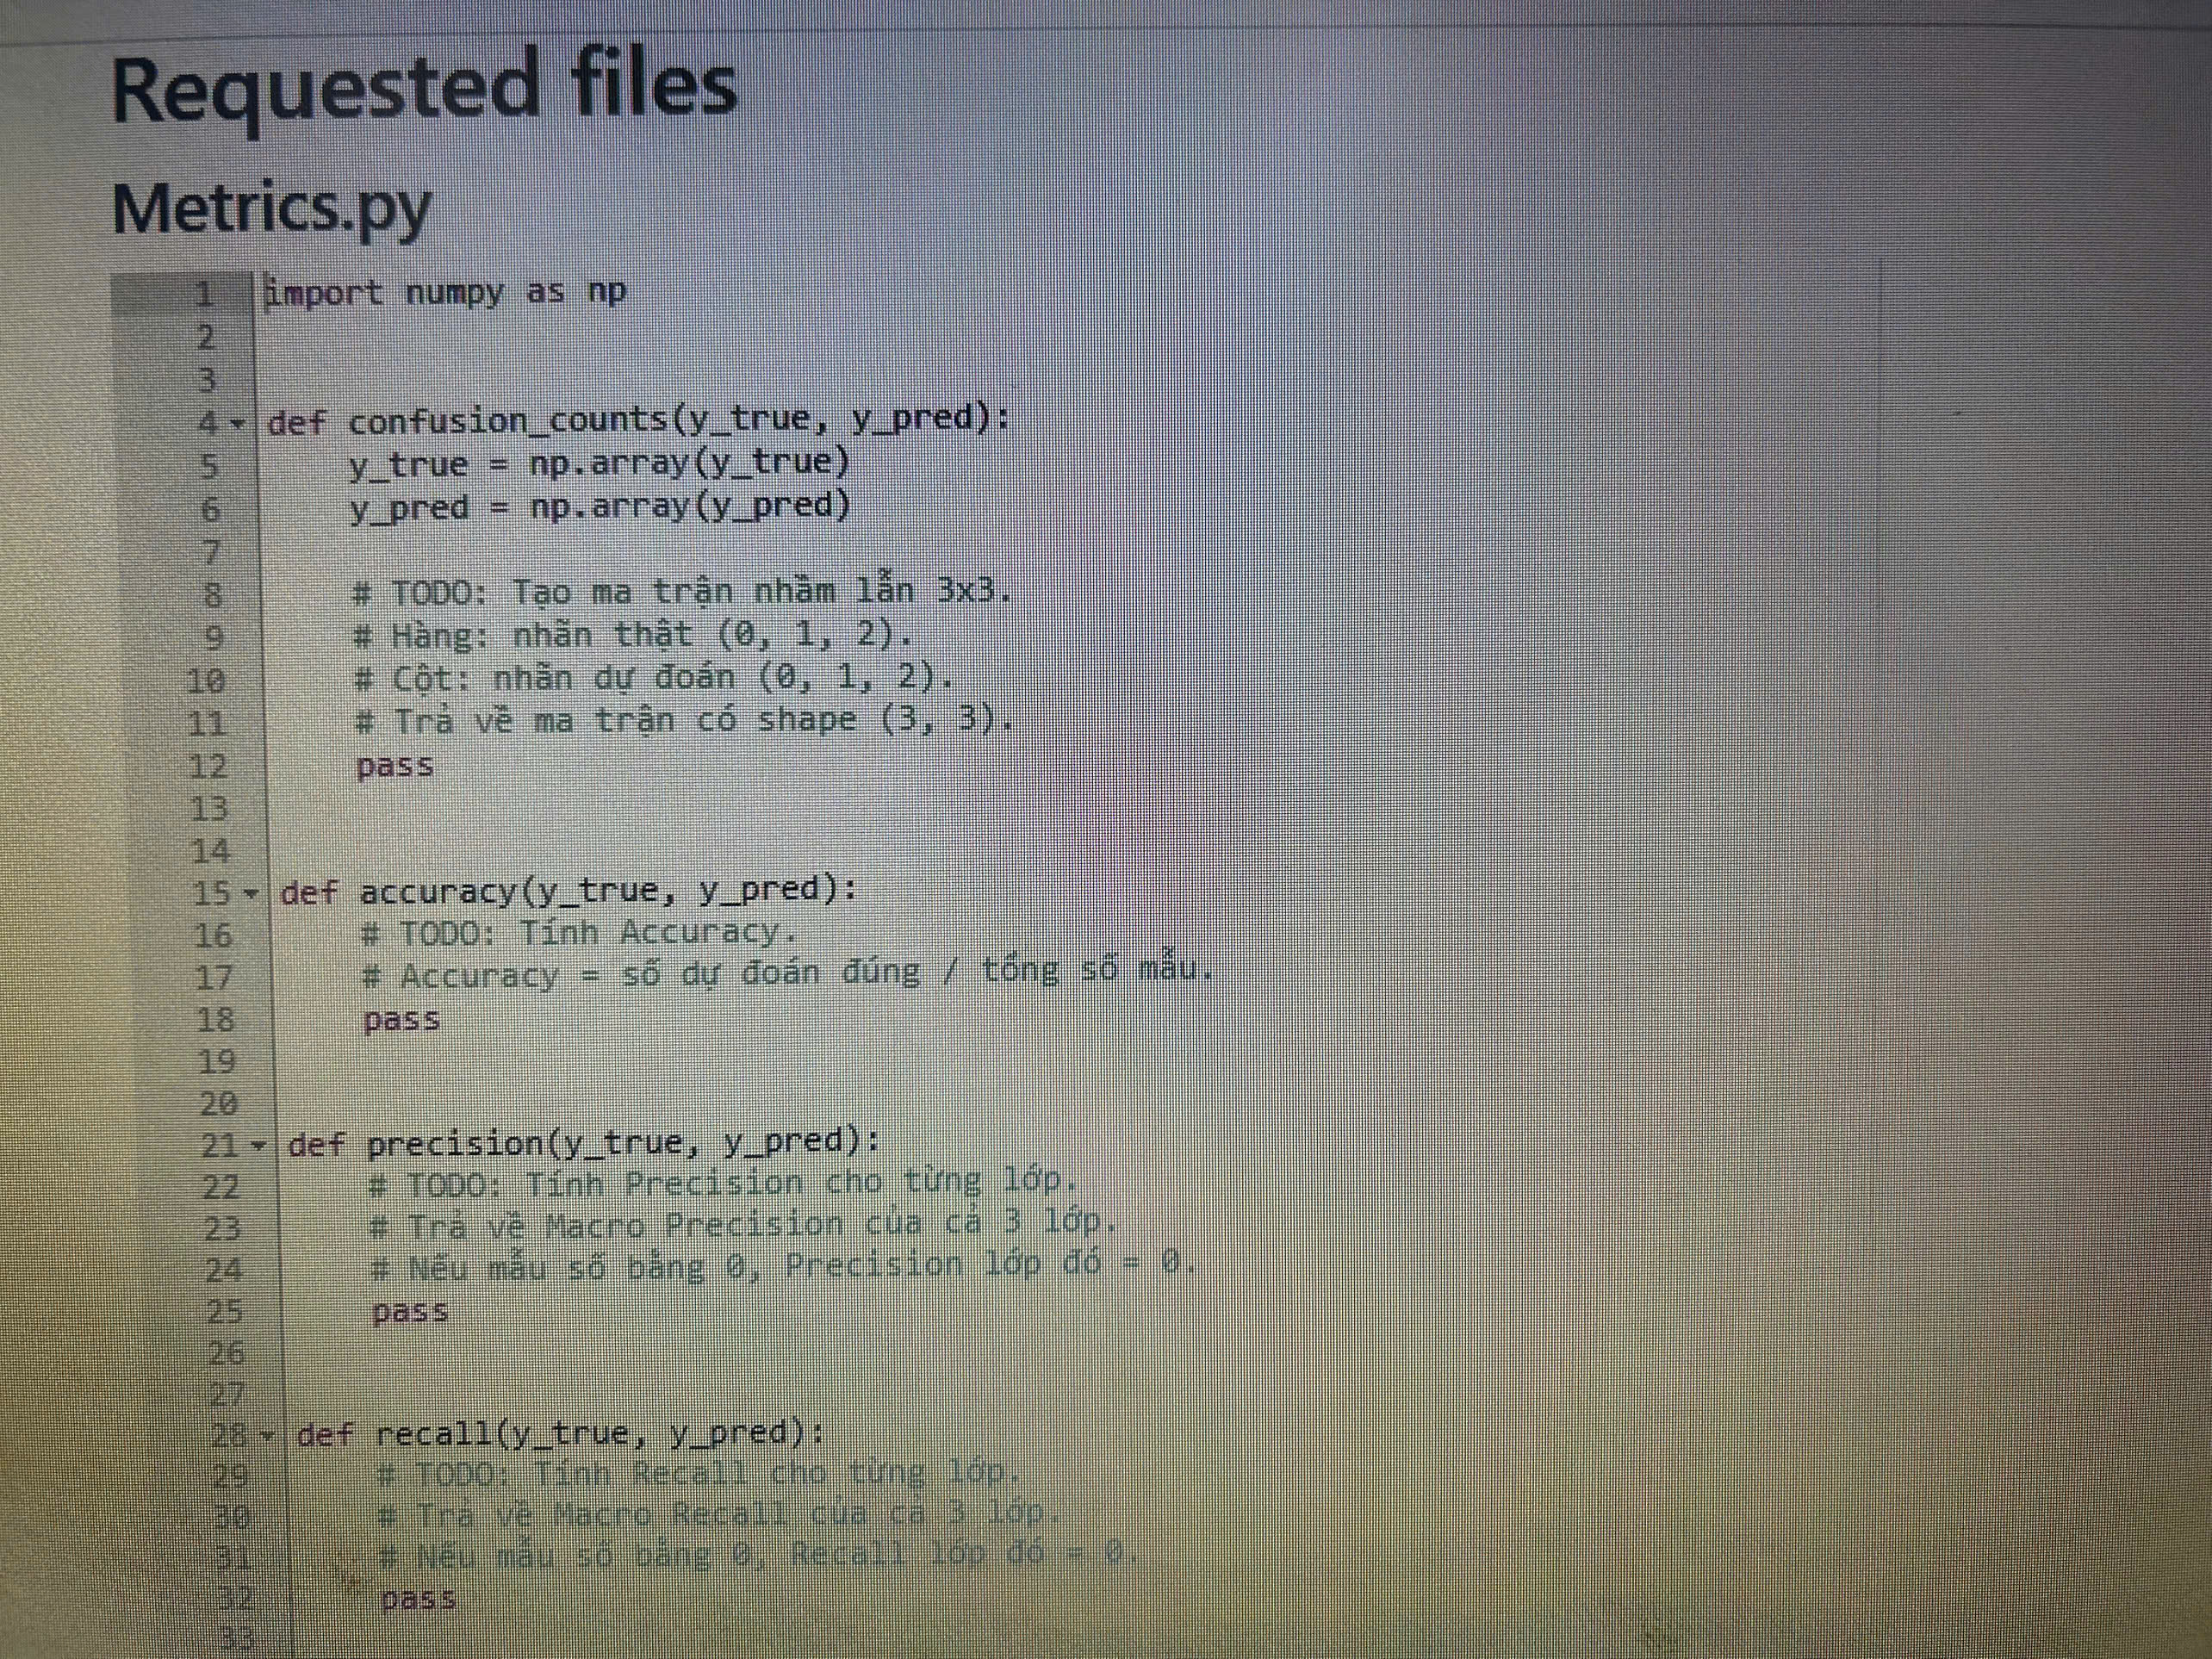 Requested files
Metrics.py
1 import numpy as np
2
3
4 def confusion_counts(y_true, y_pred):
5 y_true = np.array(y_true)
6 y_pred = np.array(y_pred)
7
8 # TODO: Tạo ma trận nhầm lẫn 3x3.
9 # Hàng: nhãn thật (0, 1, 2).
10 # Cột: nhãn dự đoán (0, 1, 2).
11 # Trả về ma trận có shape (3, 3).
12 pass
13
14
15 def accuracy(y_true, y_pred):
16 # TODO: Tính Accuracy.
17 # Accuracy = số dự đoán đúng / tổng số mẫu.
18 pass
19
20
21 def precision(y_true, y_pred):
22 # TODO: Tính Precision cho từng lớp.
23 # Trả về Macro Precision của cả 3 lớp.
24 # Nếu mẫu số bằng 0, Precision lớp đó = 0.
25 pass
26
27
28 def recall(y_true, y_pred):
29 # TODO: Tính Recall cho từng lớp.
30 # Trả về Macro Recall của cả 3 lớp.
31 # Nếu mẫu số bằng 0, Recall lớp đó = 0.
32 pass
33